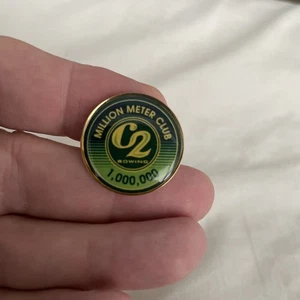 MILLION METER CLUB
C2
ROWING
1,000,000